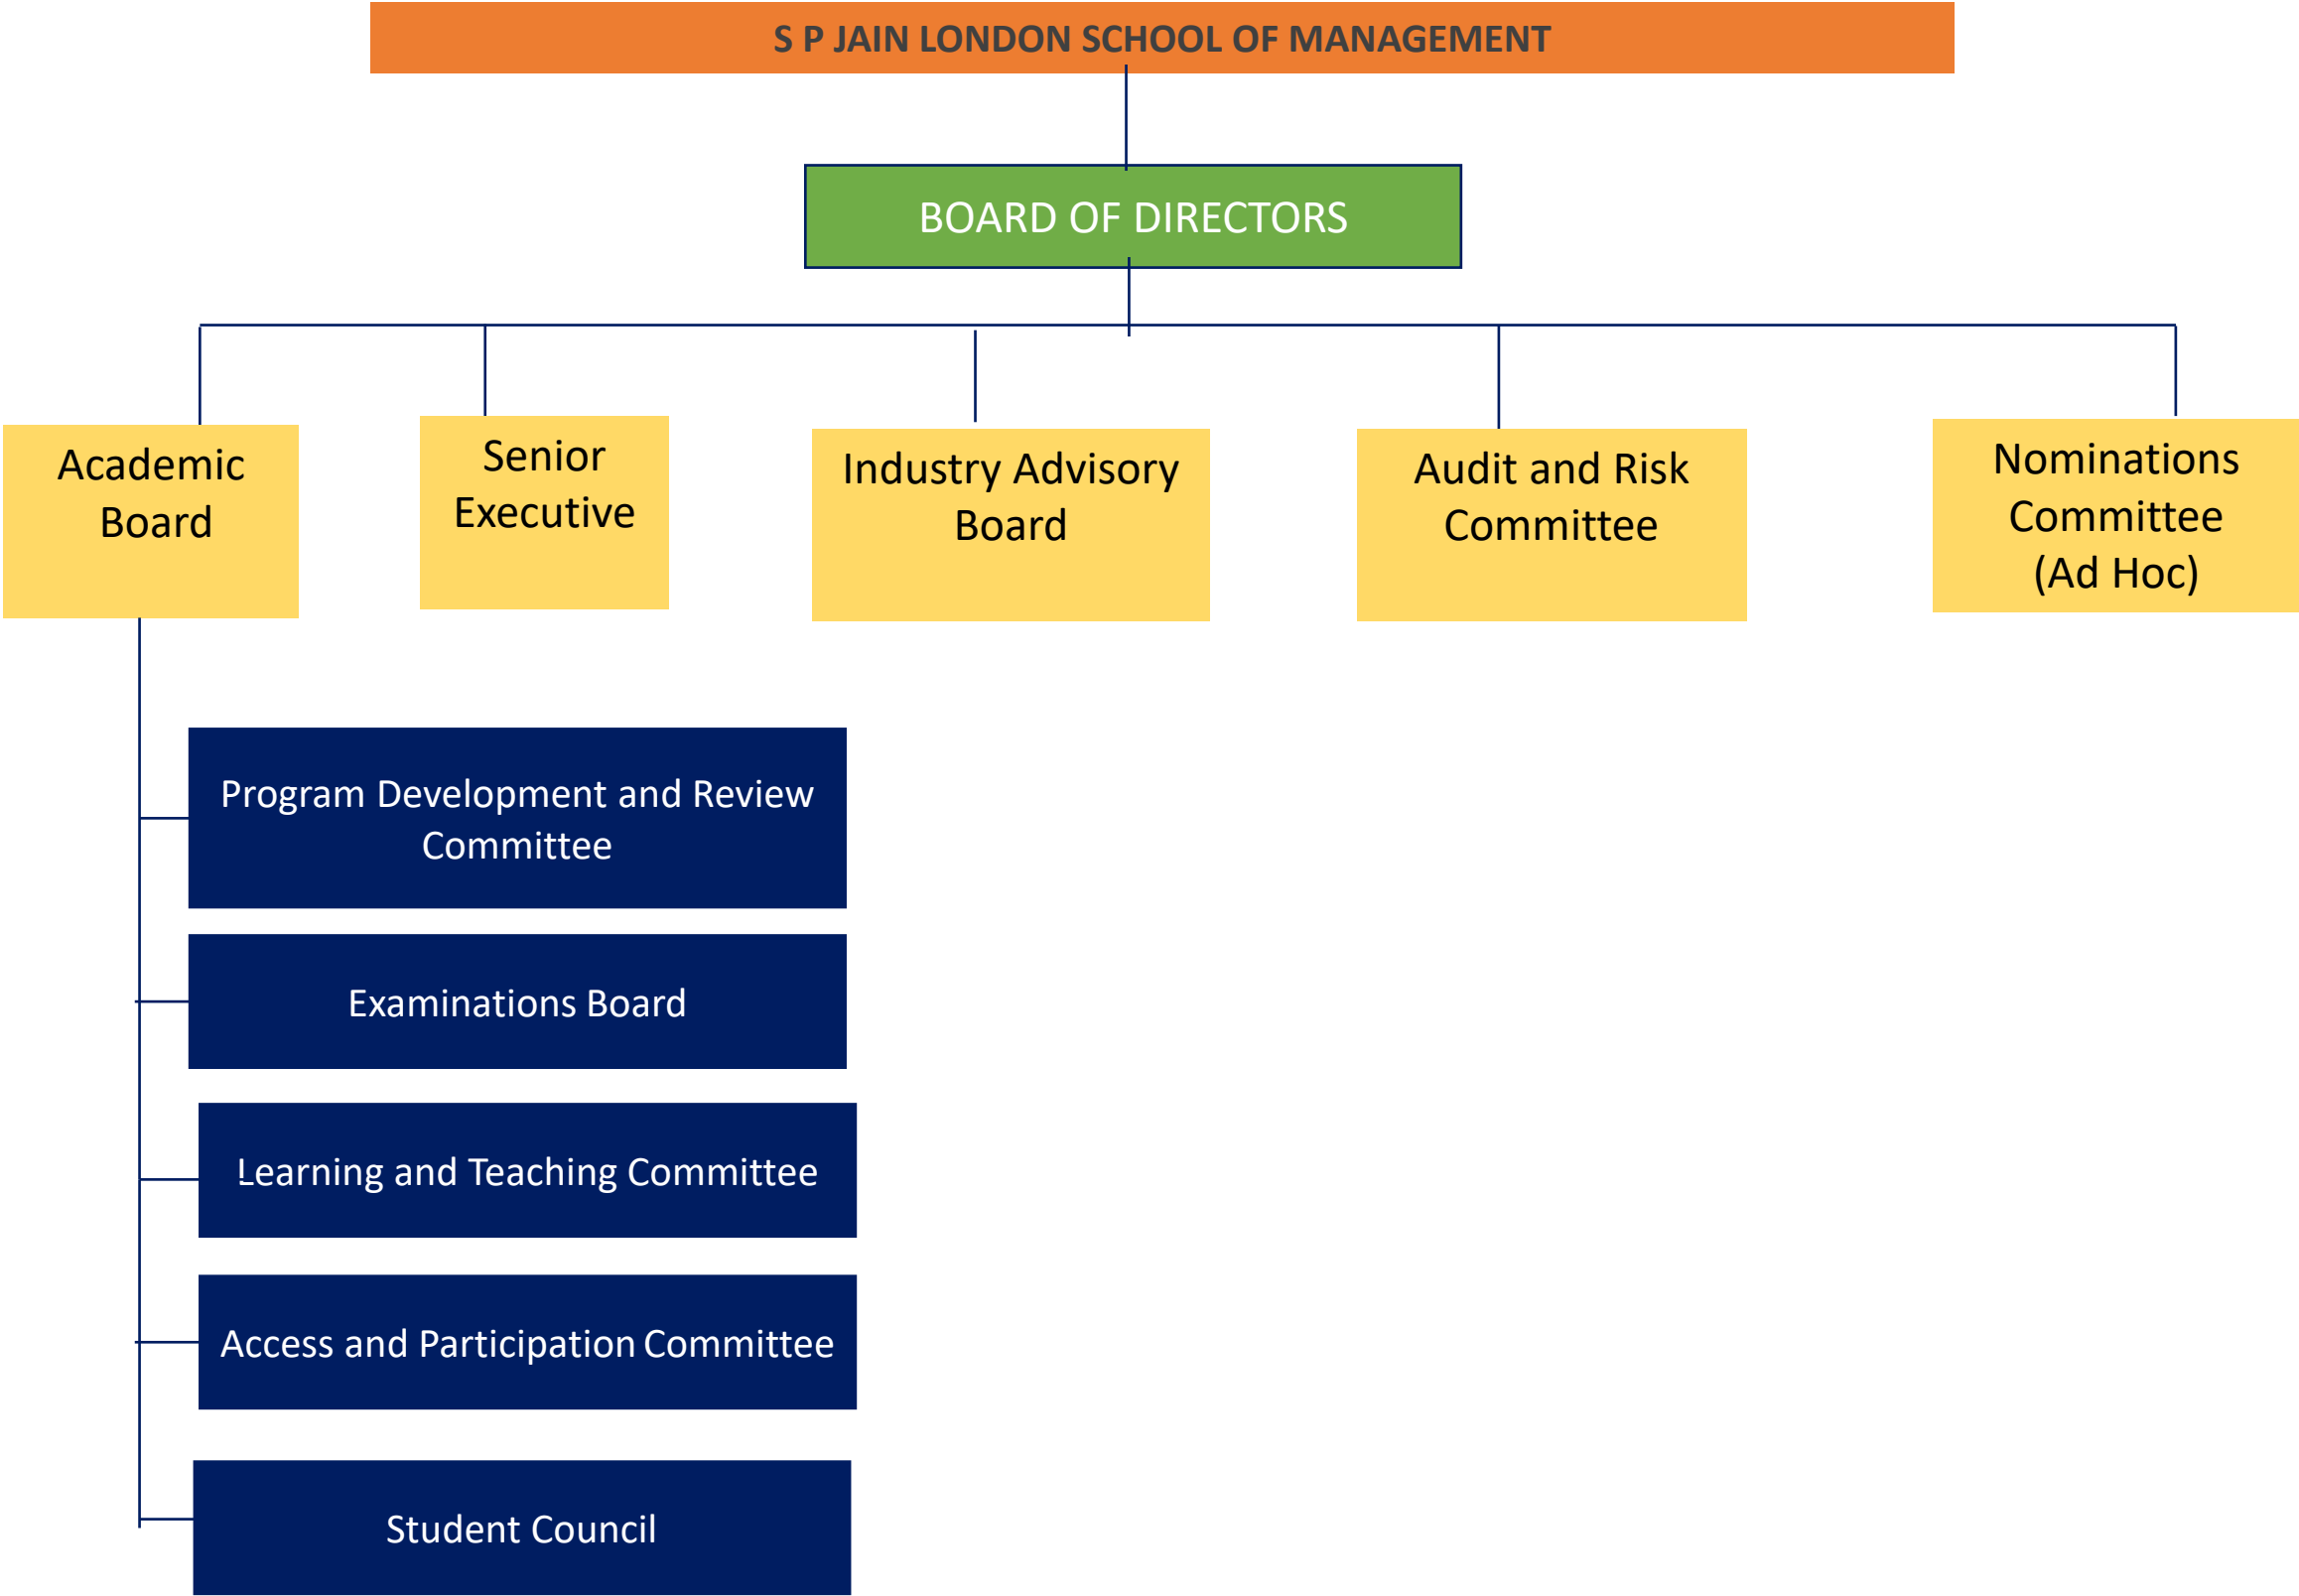 S P JAIN LONDON SCHOOL OF MANAGEMENT
BOARD OF DIRECTORS
Academic
Board
Senior
Executive
Industry Advisory
Board
Audit and Risk
Committee
Nominations
Committee
(Ad Hoc)
Program Development and Review
Committee
Examinations Board
Learning and Teaching Committee
Access and Participation Committee
Student Council